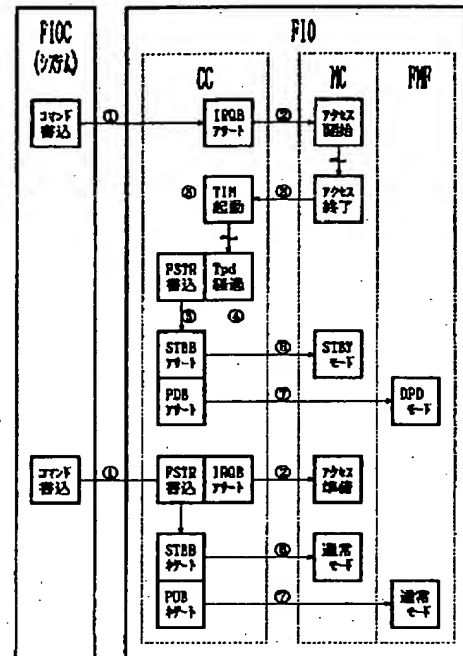 FIOC
(システム)
FIO
CC
MC
FMF
コマンド
書込
①
IRQB
アサート
②
アクセス
開始
③
TIM
起動
③
アクセス
終了
PSTR
書込
Tpd
経過
⑤
④
STBB
アサート
⑥
STBY
モード
PDB
アサート
⑦
DPD
モード
コマンド
書込
①
PSTR
書込
IRQB
アサート
②
アクセス
準備
STBB
ネゲート
⑥
通常
モード
PDB
ネゲート
⑦
通常
モード